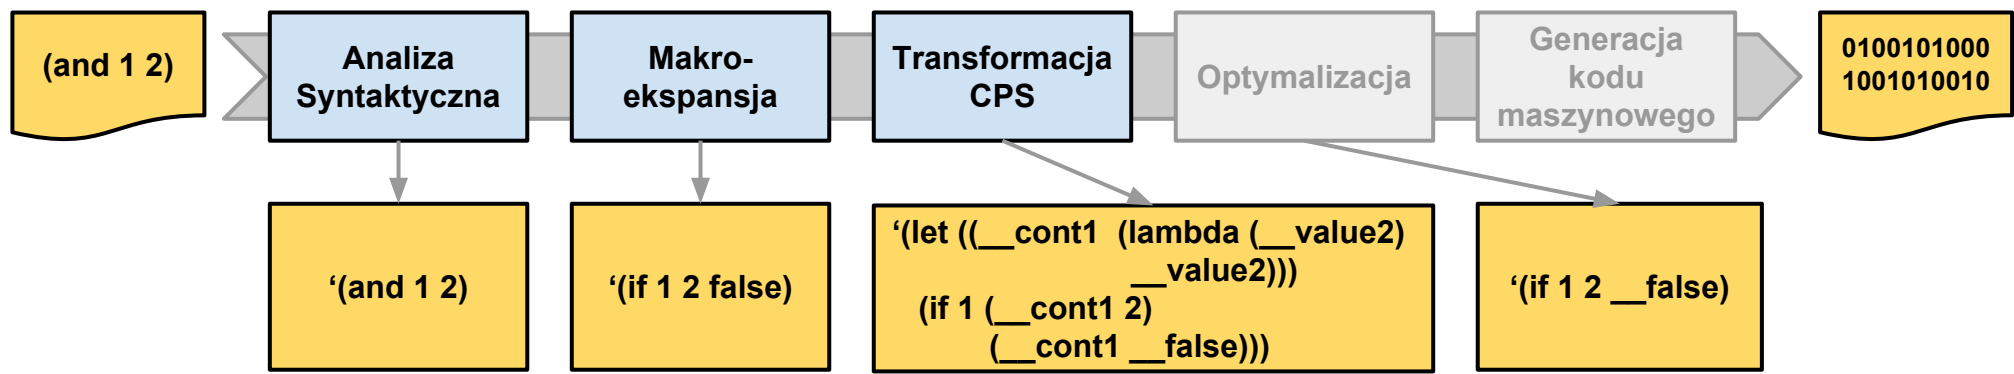 (and 1 2)
Analiza
Syntaktyczna
Makro-
ekspansja
Transformacja
CPS
Optymalizacja
Generacja
kodu
maszynowego
0100101000
1001010010
‘(and 1 2)
‘(if 1 2 false)
‘(let ((__cont1  (lambda (__value2)
__value2)))
(if 1 (__cont1 2)
(__cont1 __false)))
‘(if 1 2 __false)